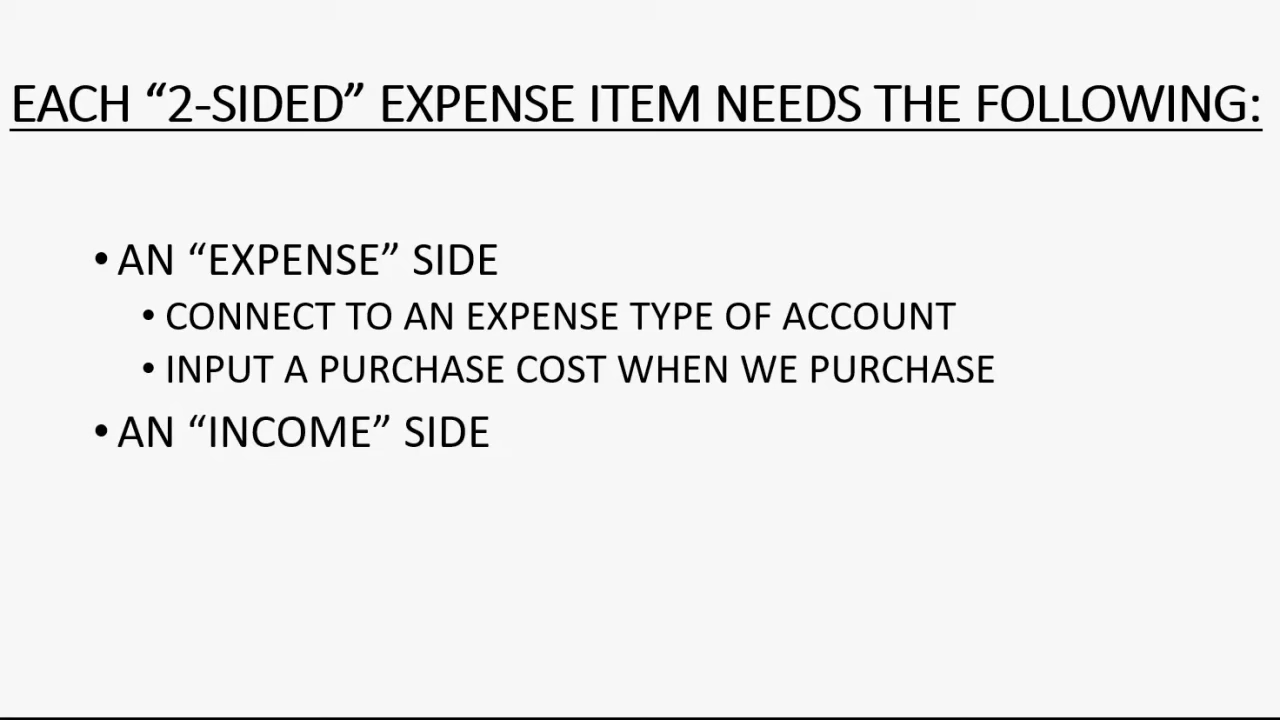 EACH “2-SIDED” EXPENSE ITEM NEEDS THE FOLLOWING:
• AN “EXPENSE” SIDE
• CONNECT TO AN EXPENSE TYPE OF ACCOUNT
• INPUT A PURCHASE COST WHEN WE PURCHASE
• AN “INCOME” SIDE